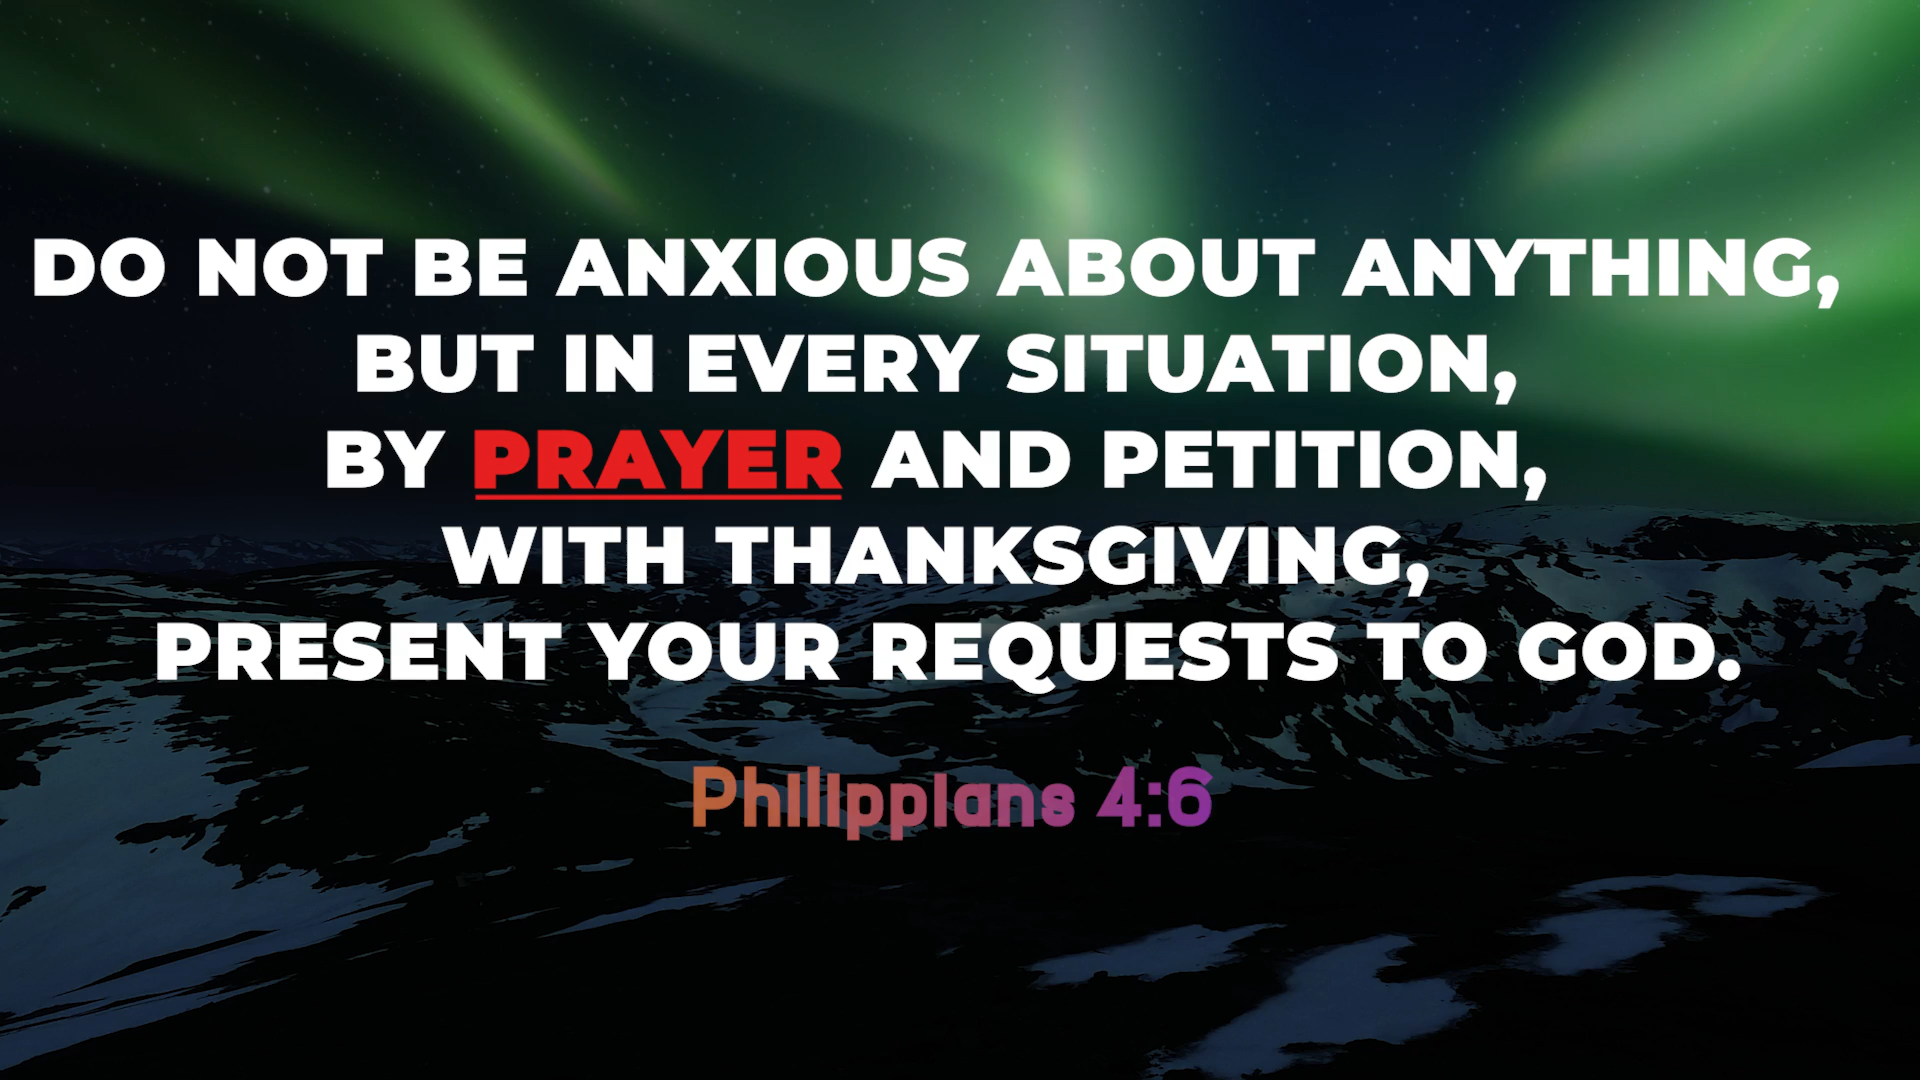 DO NOT BE ANXIOUS ABOUT ANYTHING,
BUT IN EVERY SITUATION,
BY PRAYER AND PETITION,
WITH THANKSGIVING,
PRESENT YOUR REQUESTS TO GOD.
Philippians 4:6